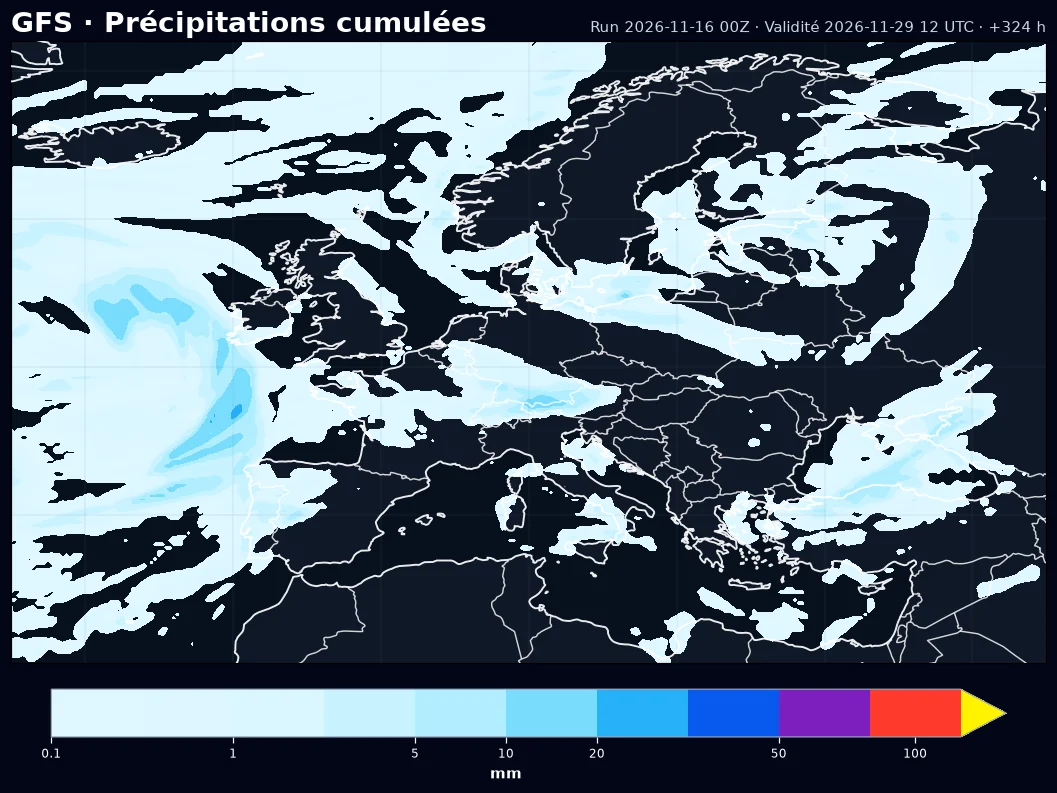 GFS · Précipitations cumulées
Run 2026-11-16 00Z · Validité 2026-11-29 12 UTC · +324 h
0.1 1 5 10 20 50 100
mm